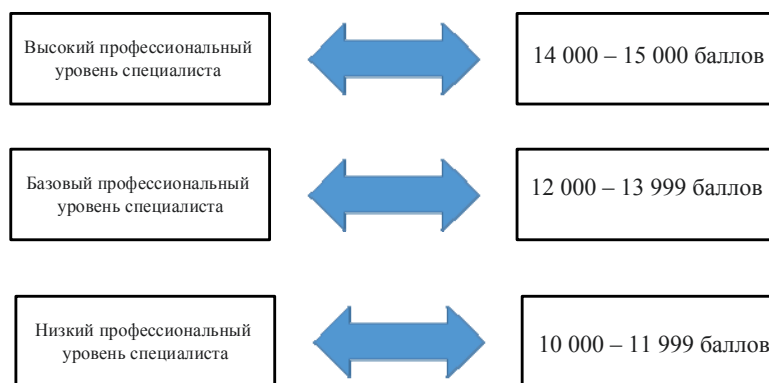 Высокий профессиональный
уровень специалиста
14 000 – 15 000 баллов
Базовый профессиональный
уровень специалиста
12 000 – 13 999 баллов
Низкий профессиональный
уровень специалиста
10 000 – 11 999 баллов